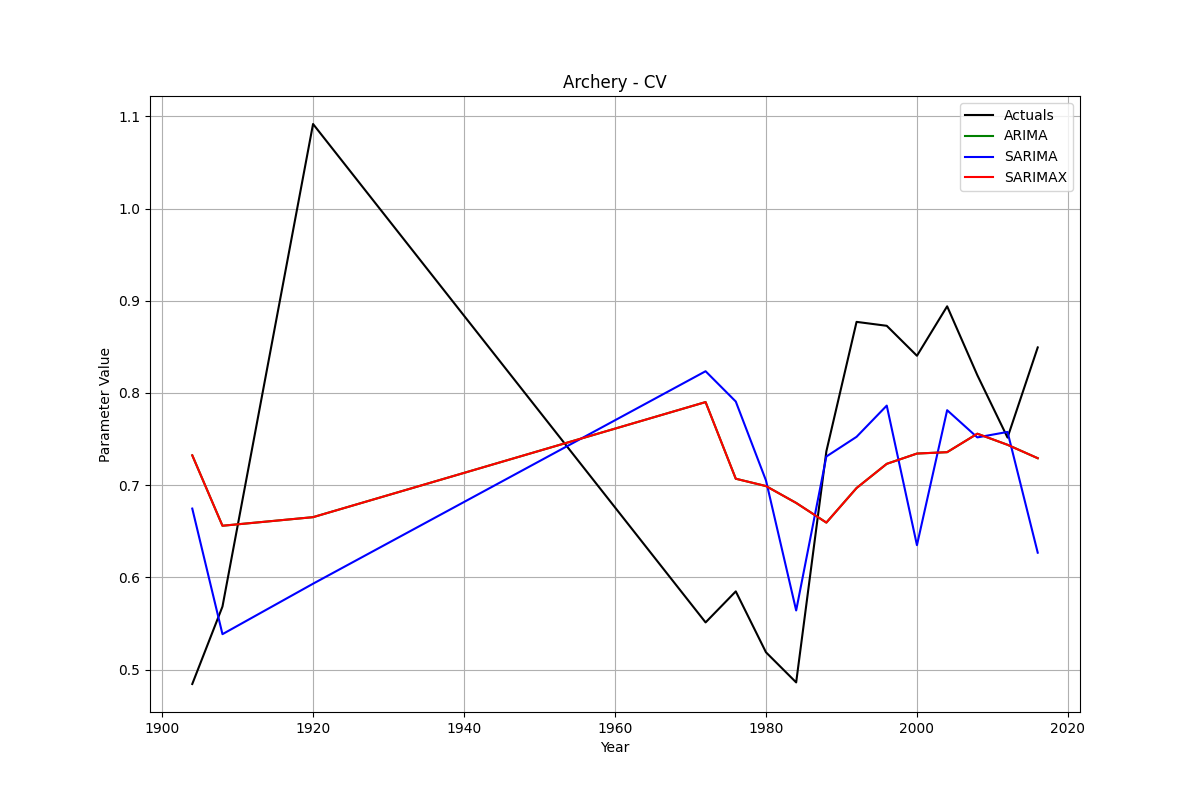 Archery - CV
Actuals
ARIMA
SARIMA
SARIMAX
Parameter Value
1.1
1.0
0.9
0.8
0.7
0.6
0.5
1900 1920 1940 1960 1980 2000 2020
Year